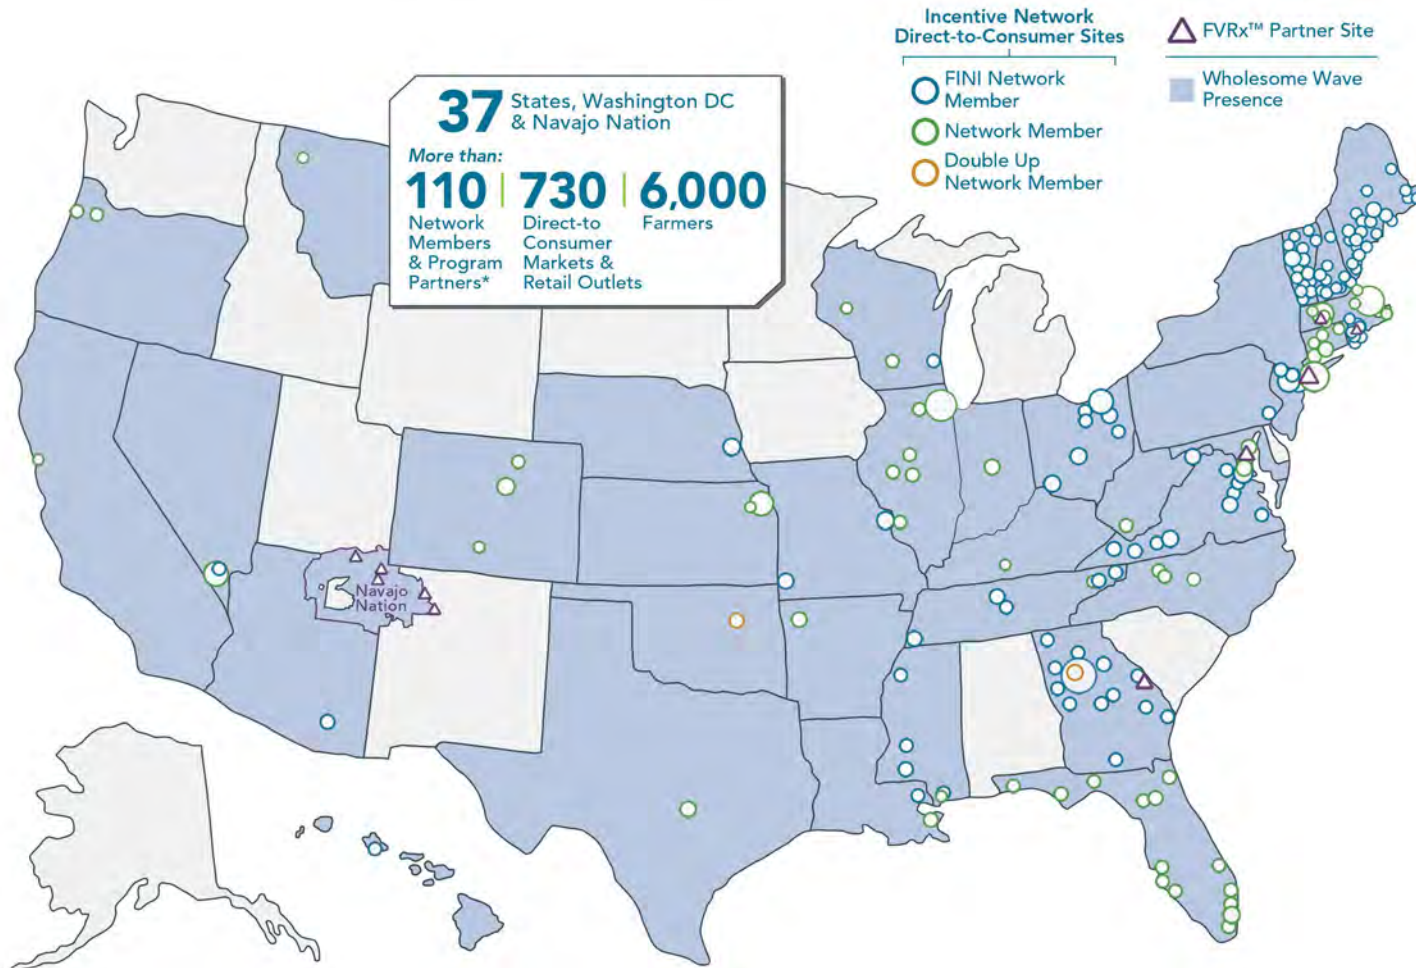 Incentive Network
Direct-to-Consumer Sites
FINI Network
Member
Network Member
Double Up
Network Member
FVRx™ Partner Site
Wholesome Wave
Presence
37 States, Washington DC
& Navajo Nation
More than:
110 | 730 | 6,000
Network
Members
& Program
Partners*
Direct-to
Consumer
Markets &
Retail Outlets
Farmers
Navajo
Nation